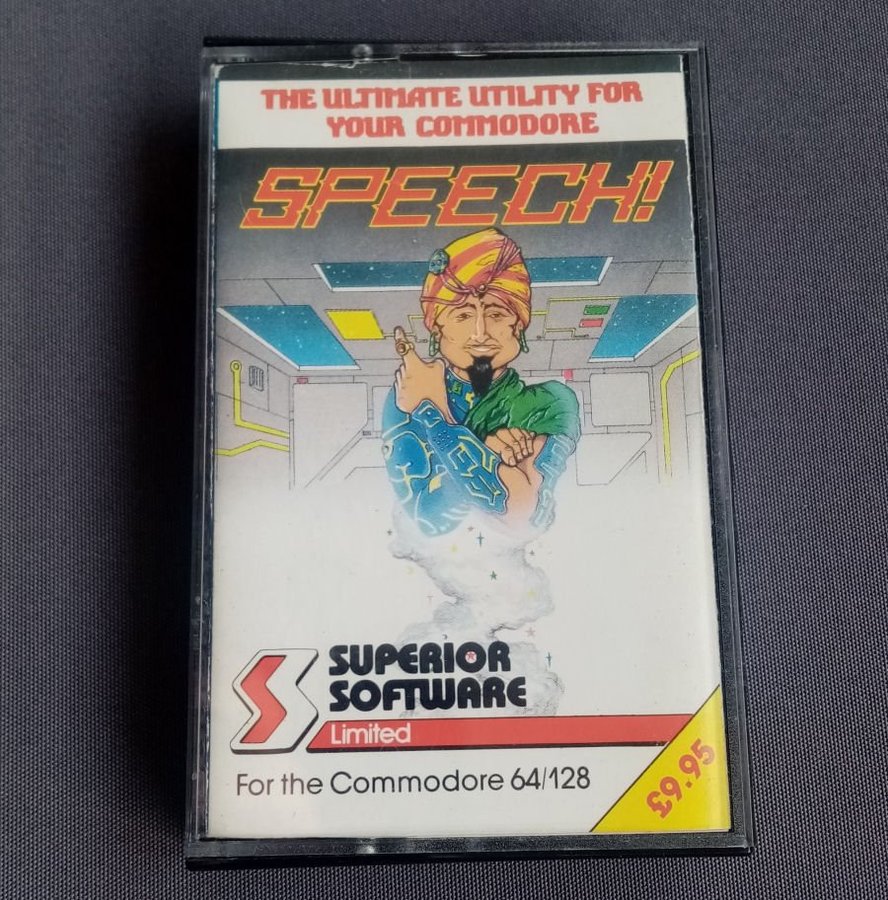 THE ULTIMATE UTILITY FOR
YOUR COMMODORE
SPEECH!
SUPERIOR
SOFTWARE
Limited
For the Commodore 64/128
£9.95